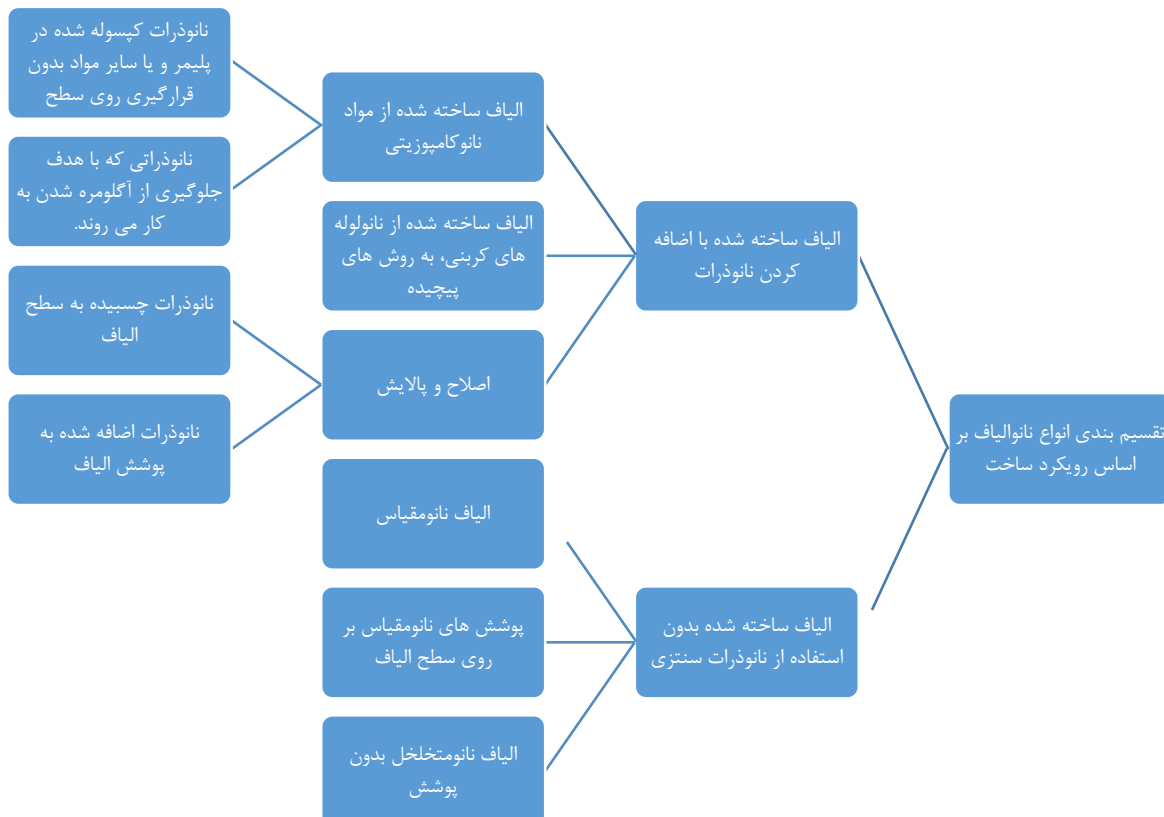 تقسیم بندی انواع نانوالیاف بر
اساس رویکرد ساخت
الیاف ساخته شده با اضافه
کردن نانوذرات
الیاف ساخته شده از مواد
نانوکامپوزیتی
نانوذرات کپسوله شده در
پلیمر و یا سایر مواد بدون
قرارگیری روی سطح
نانوذراتی که با هدف
جلوگیری از آگلومره شدن به
کار می روند.
الیاف ساخته شده از نانولوله
های کربنی، به روش های
پیچیده
اصلاح و پالایش
نانوذرات چسبیده به سطح
الیاف
نانوذرات اضافه شده به
پوشش الیاف
الیاف ساخته شده بدون
استفاده از نانوذرات سنتزی
الیاف نانومقیاس
پوشش های نانومقیاس بر
روی سطح الیاف
الیاف نانومتخلخل بدون
پوشش